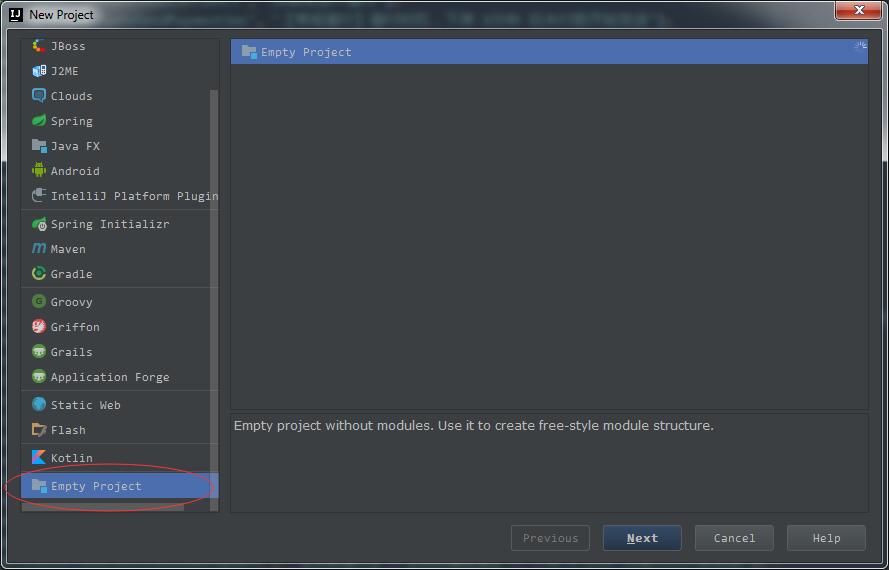 New Project
JBoss
J2ME
Clouds
Spring
Java FX
Android
IntelliJ Platform Plugin
Spring Initializr
Maven
Gradle
Groovy
Griffon
Grails
Application Forge
Static Web
Flash
Kotlin
Empty Project
Empty Project
Empty project without modules. Use it to create free-style module structure.
Previous
Next
Cancel
Help